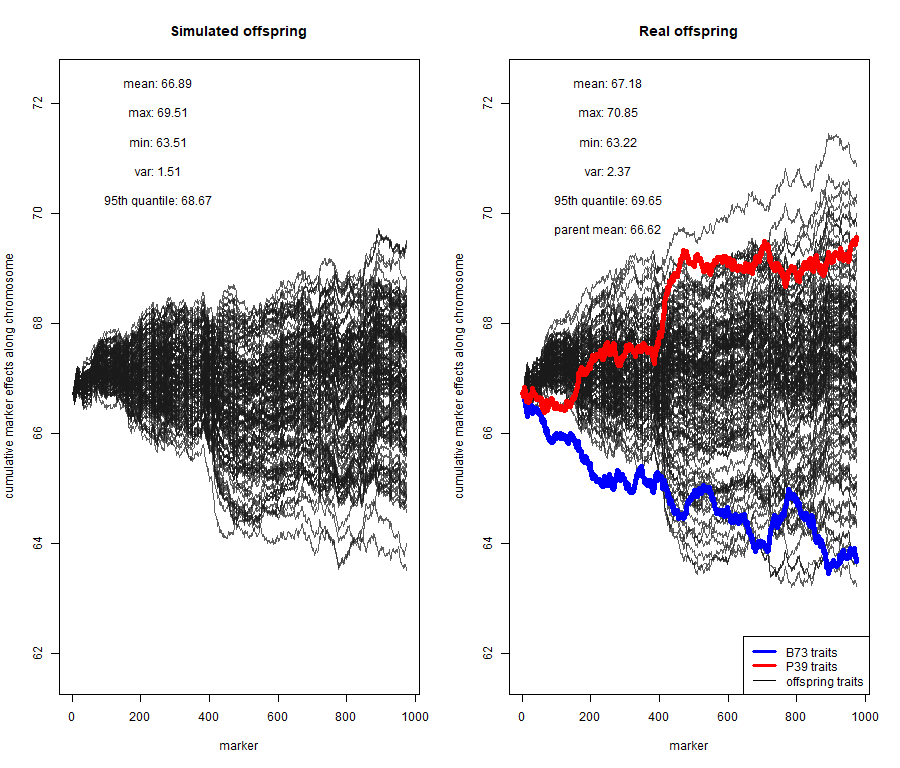 Simulated offspring
mean: 66.89
max: 69.51
min: 63.51
var: 1.51
95th quantile: 68.67
72
70
68
66
64
62
cumulative marker effects along chromosome
0
200
400
600
800
1000
marker
Real offspring
mean: 67.18
max: 70.85
min: 63.22
var: 2.37
95th quantile: 69.65
parent mean: 66.62
72
70
68
66
64
62
cumulative marker effects along chromosome
B73 traits
P39 traits
offspring traits
0
200
400
600
800
1000
marker